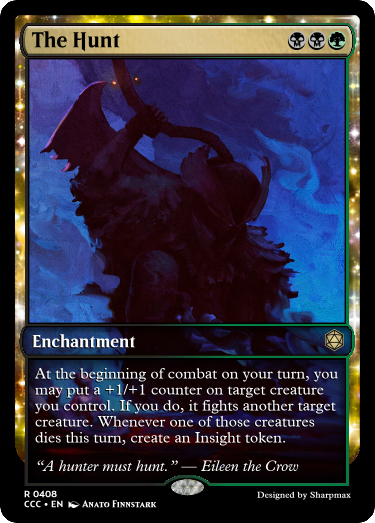 The Hunt
Enchantment
At the beginning of combat on your turn, you
may put a +1/+1 counter on target creature
you control. If you do, it fights another target
creature. Whenever one of those creatures
dies this turn, create an Insight token.
“A hunter must hunt.” — Eileen the Crow
R 0408
CCC • EN Anato Finnstark
Designed by Sharpmax